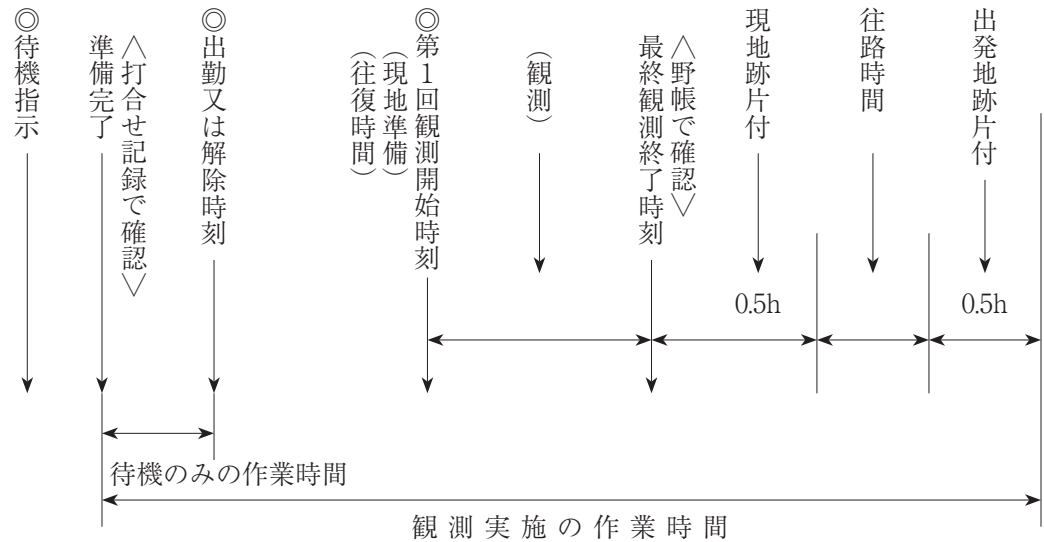 ◎待機指示
準備完了
〈打合せ記録で確認〉
◎出勤又は解除時刻
◎第１回観測開始時刻
（現地準備）
（往復時間）
（観測）
最終観測終了時刻
〈野帳で確認〉
現地跡片付
往路時間
出発地跡片付
0.5h
0.5h
待機のみの作業時間
観測実施の作業時間